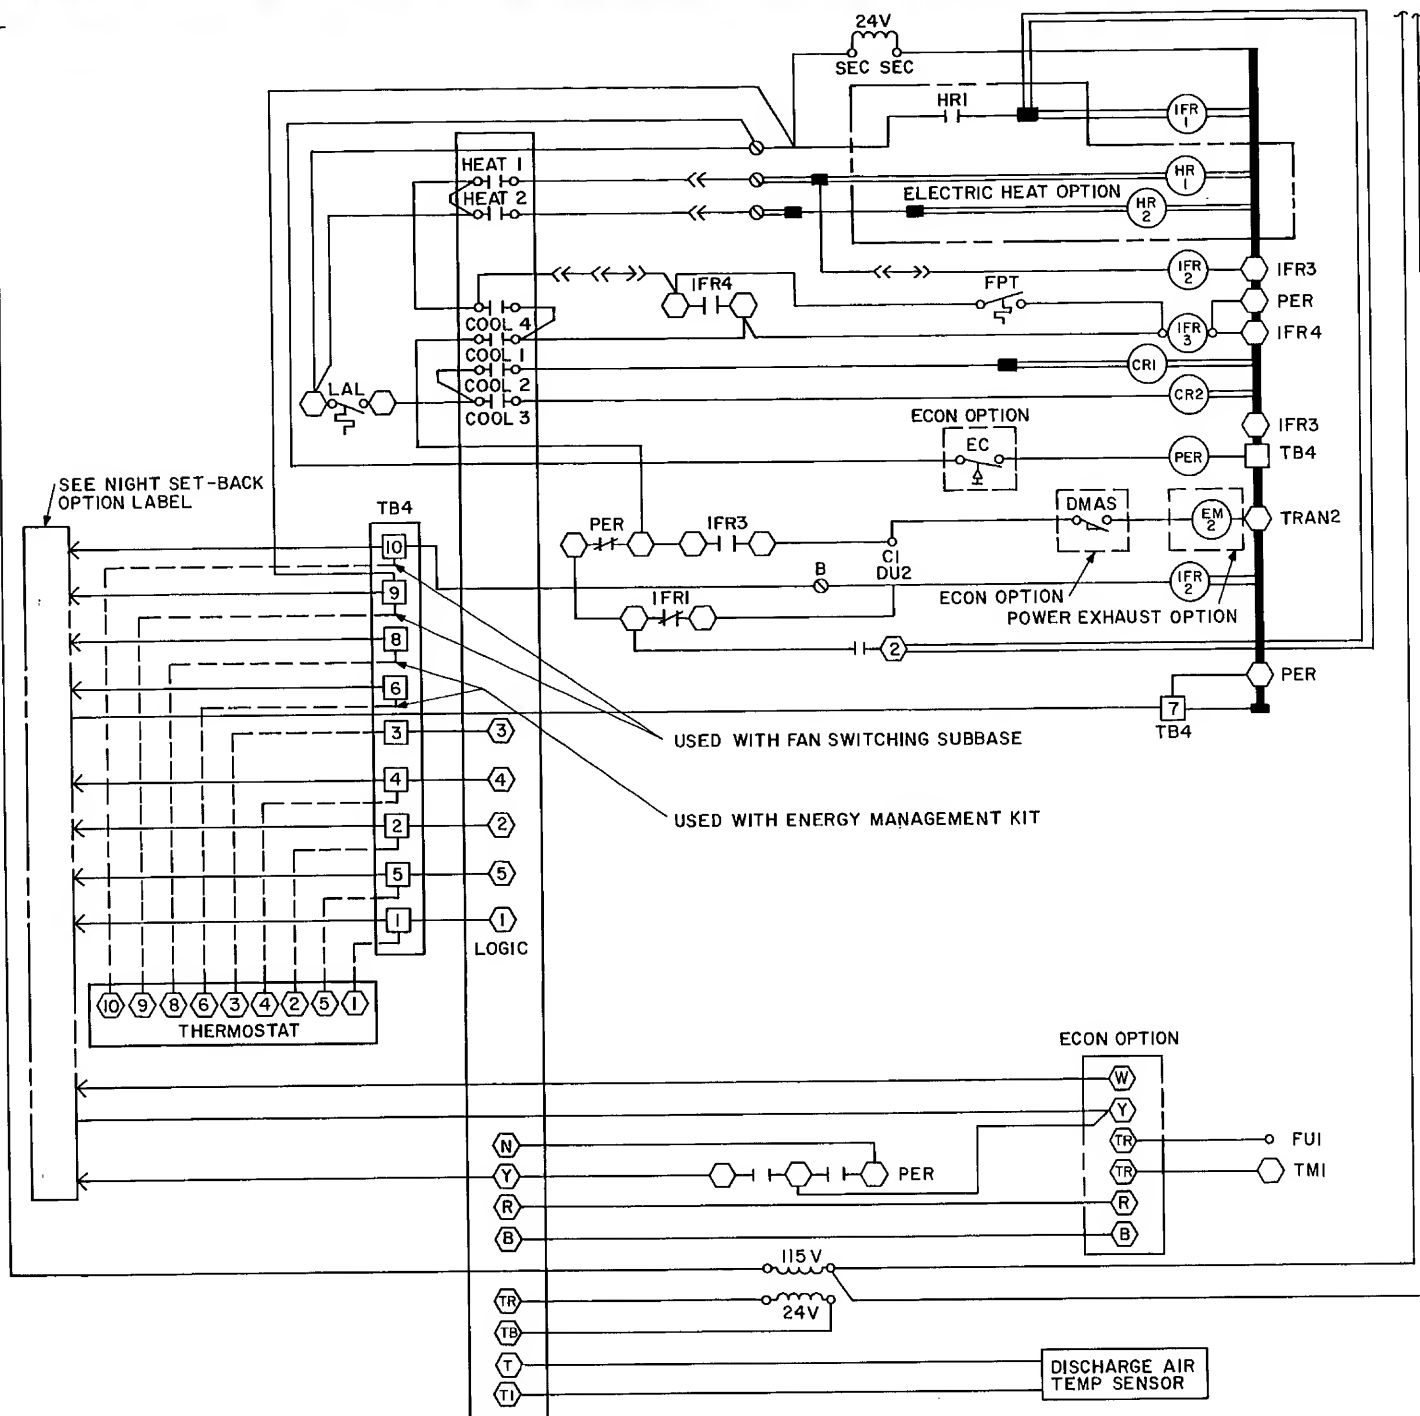 24V
SEC SEC
HR1
IFR
1
HEAT 1
HR
1
HEAT 2
ELECTRIC HEAT OPTION
HR
2
IFR
2
IFR3
IFR4
FPT
PER
COOL 4
IFR
3
IFR4
COOL 1
CR1
LAL
COOL 2
CR2
COOL 3
ECON OPTION
IFR3
EC
PER
TB4
SEE NIGHT SET-BACK
OPTION LABEL
TB4
DMAS
EM
2
TRAN2
PER
IFR3
10
C1
DU2
B
IFR
2
9
IFR1
ECON OPTION
POWER EXHAUST OPTION
8
2
6
PER
7
TB4
3
3
USED WITH FAN SWITCHING SUBBASE
4
4
2
2
USED WITH ENERGY MANAGEMENT KIT
5
5
1
1
LOGIC
10 9 8 6 3 4 2 5 1
THERMOSTAT
ECON OPTION
W
Y
N
TR
FU1
Y
PER
TR
TM1
R
R
B
B
115V
TR
24V
TB
T
DISCHARGE AIR
TEMP SENSOR
T1